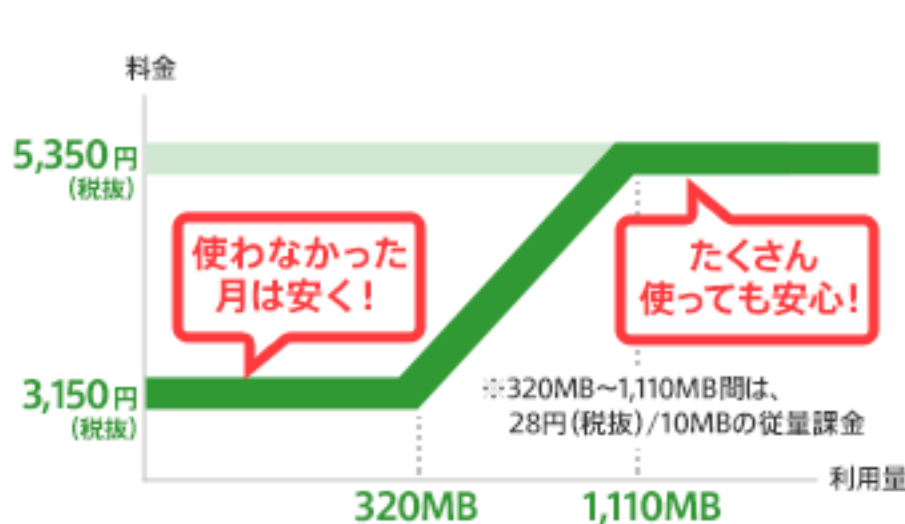 料金
5,350円
(税抜)
使わなかった
月は安く!
たくさん
使っても安心!
3,150円
(税抜)
※320MB~1,110MB間は、
28円(税抜)/10MBの従量課金
利用量
320MB
1,110MB